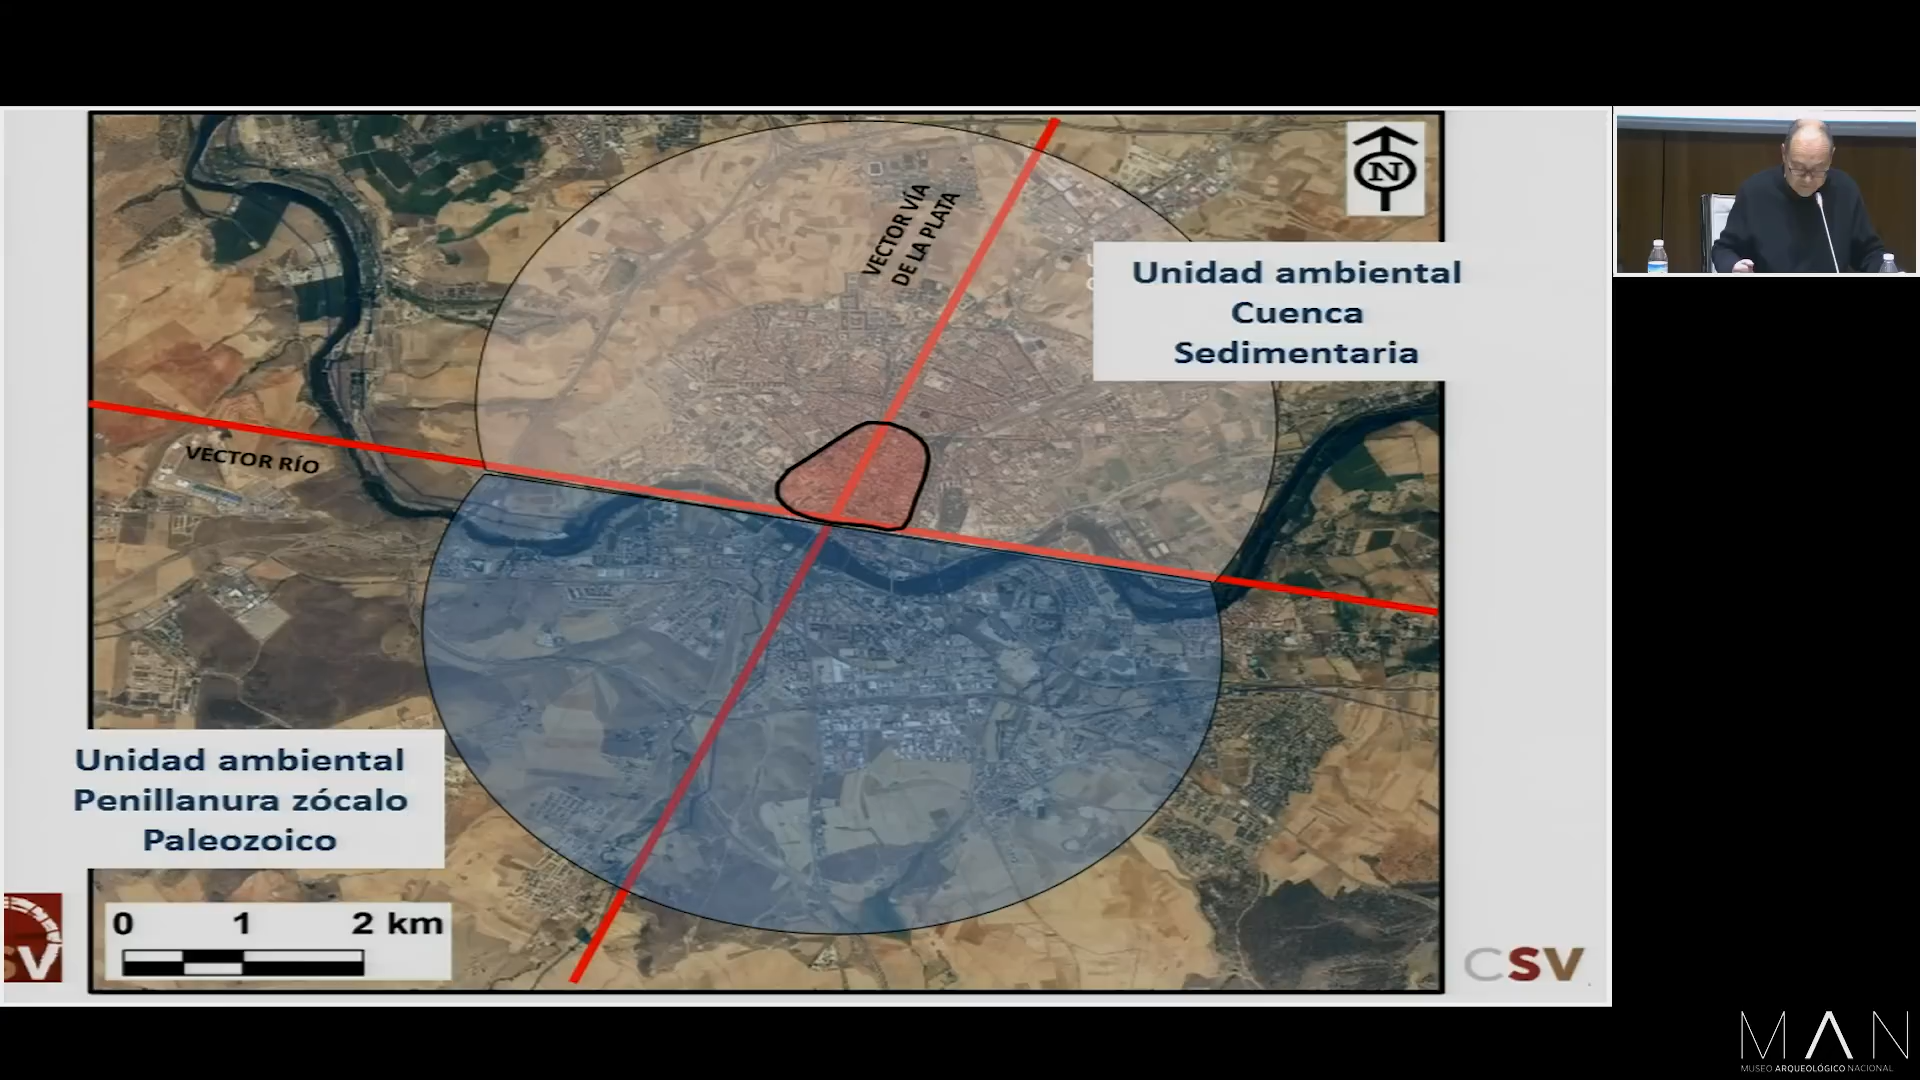 VECTOR VÍA
DE LA PLATA
N
Unidad ambiental
Cuenca
Sedimentaria
VECTOR RÍO
Unidad ambiental
Penillanura zócalo
Paleozoico
0 1 2 km
SV
CSV
MAN
MUSEO ARQUEOLÓGICO NACIONAL